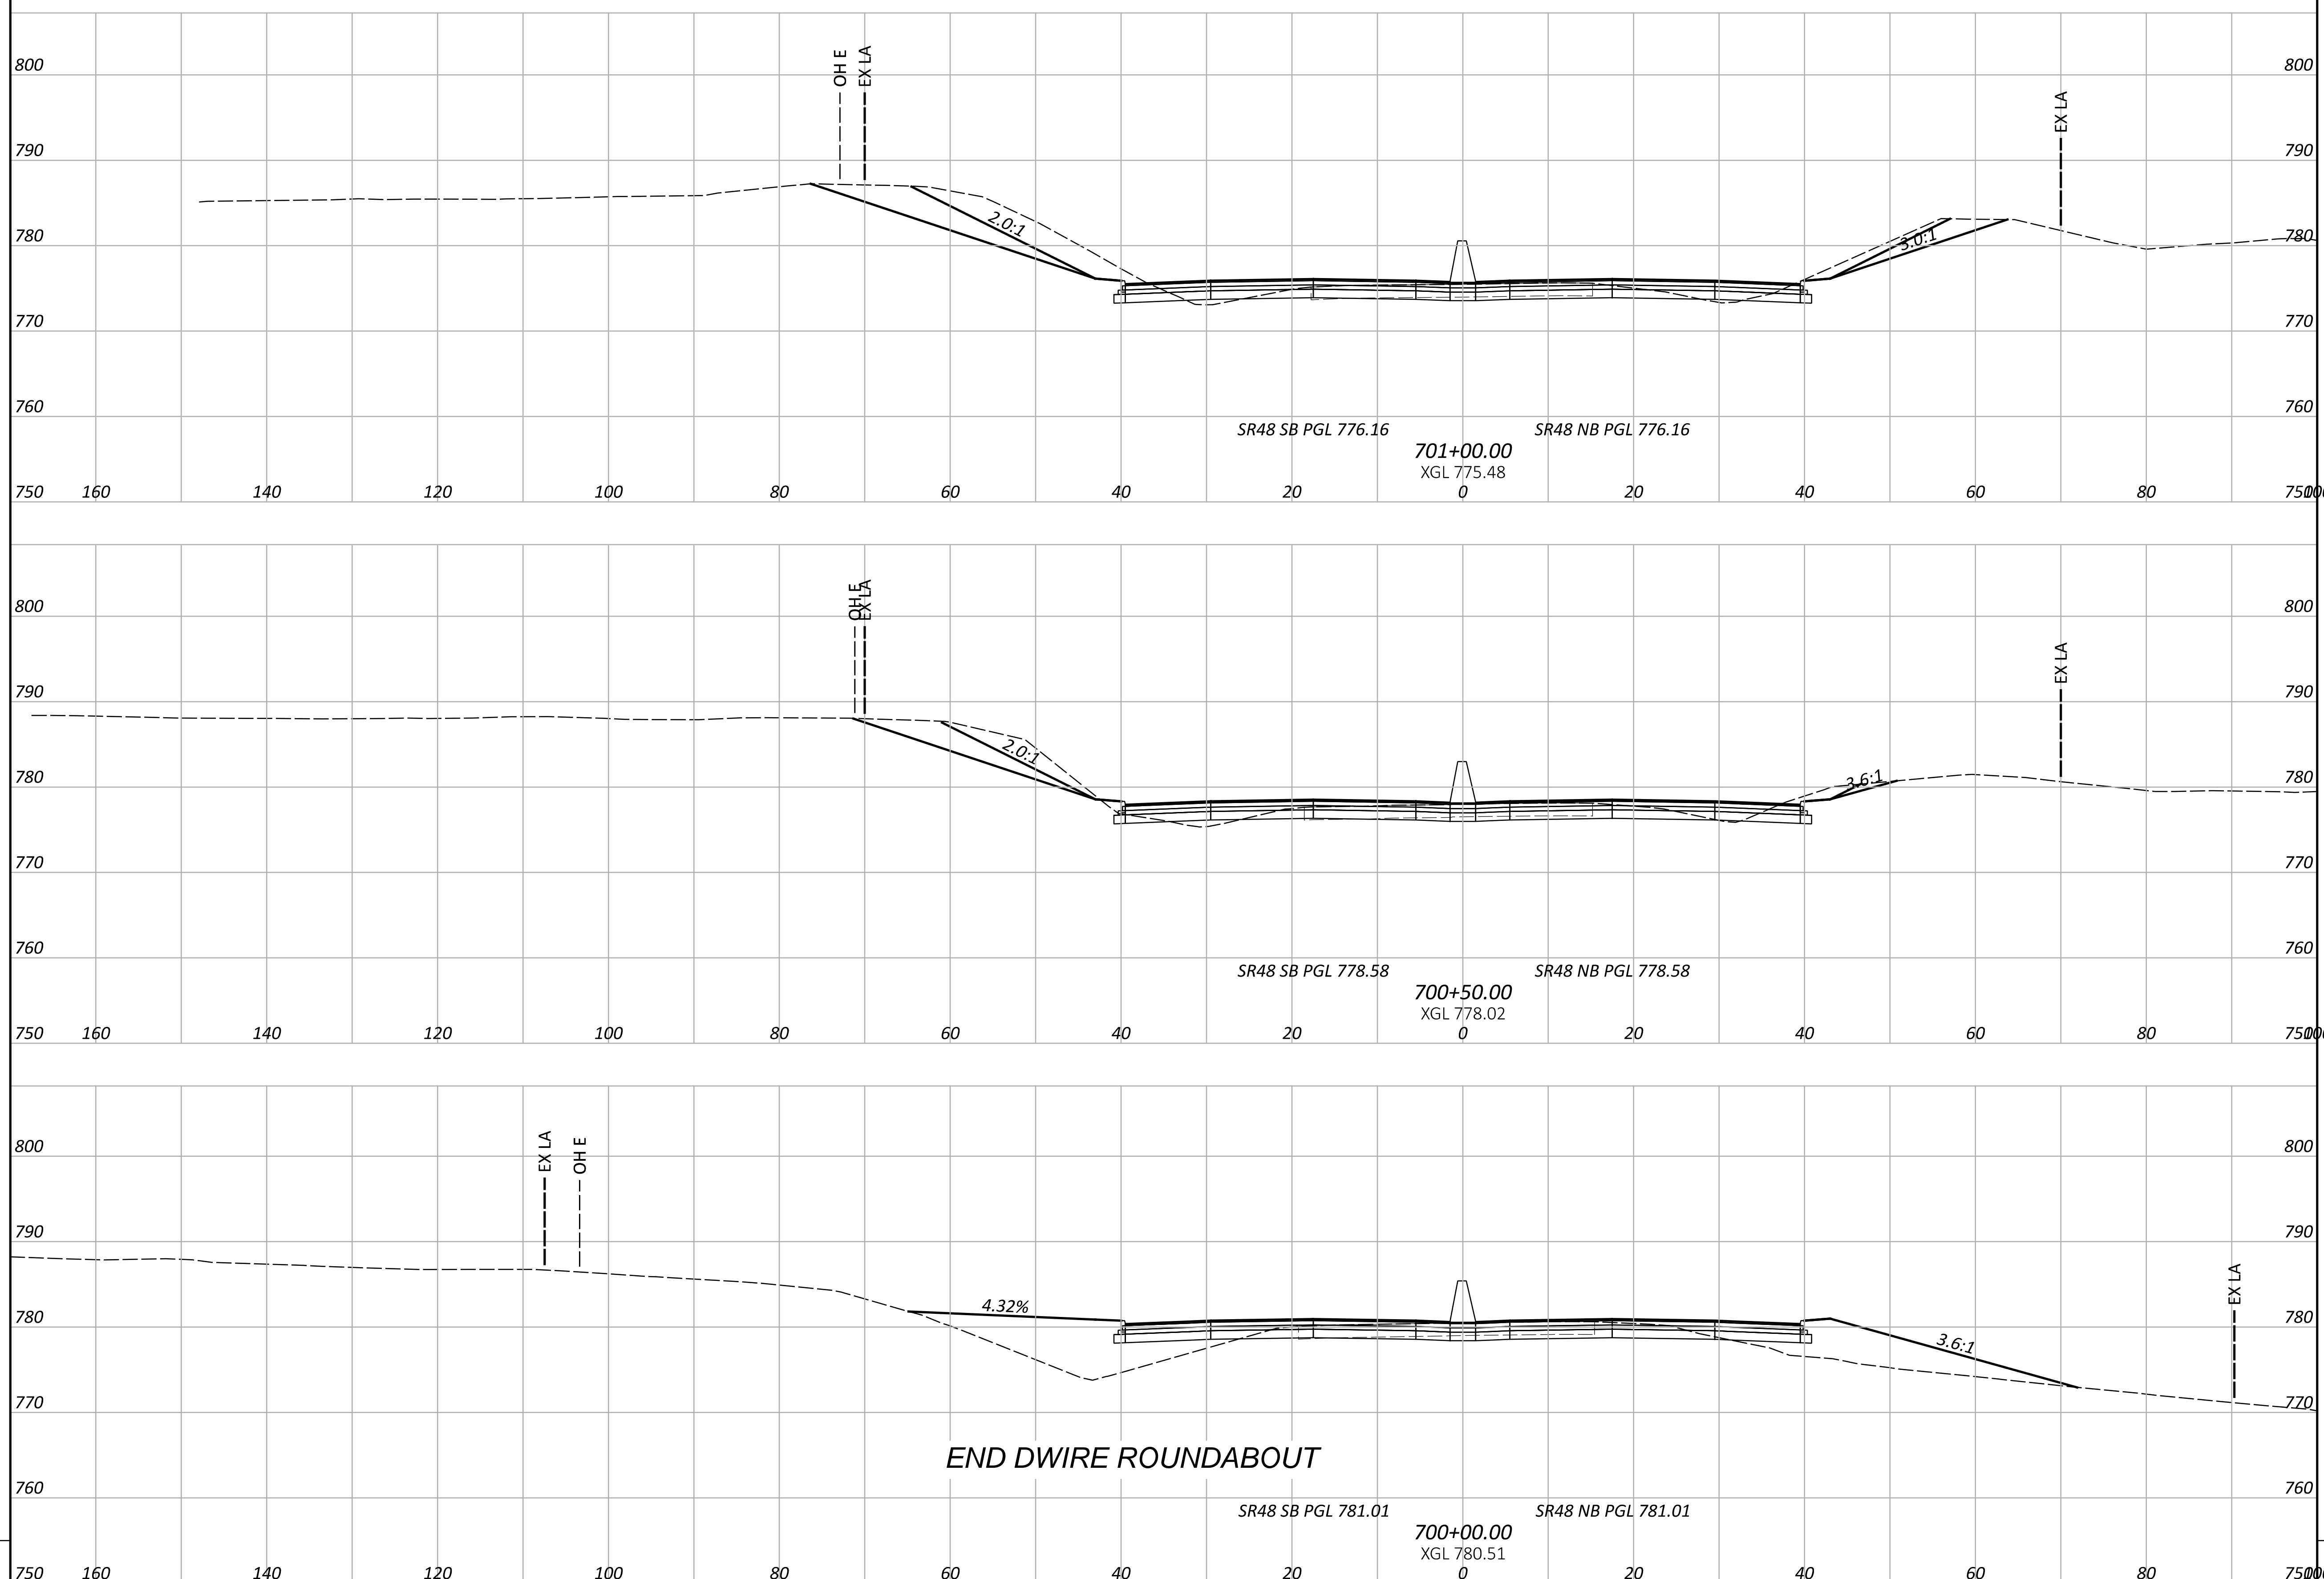 OH E
EX LA
EX LA
800 800
790 790
780 780
770 770
760 760
2.0:1
3.0:1
SR48 SB PGL 776.16 SR48 NB PGL 776.16
701+00.00
XGL 775.48
750 160 140 120 100 80 60 40 20 0 20 40 60 80 750
OH E
EX LA
EX LA
800 800
790 790
780 780
770 770
760 760
2.0:1
3.6:1
SR48 SB PGL 778.58 SR48 NB PGL 778.58
700+50.00
XGL 778.02
750 160 140 120 100 80 60 40 20 0 20 40 60 80 750
EX LA
OH E
EX LA
800 800
790 790
780 780
770 770
760 760
4.32%
3.6:1
END DWIRE ROUNDABOUT
SR48 SB PGL 781.01 SR48 NB PGL 781.01
700+00.00
XGL 780.51
750 160 140 120 100 80 60 40 20 0 20 40 60 80 750